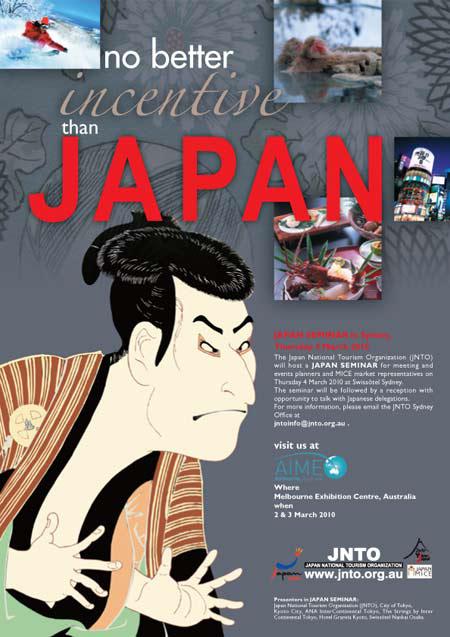 no better
incentive
than
JAPAN
JAPAN SEMINAR in Sydney,
Thursday 4 March 2010
The Japan National Tourism Organization (JNTO)
will host a JAPAN SEMINAR for meeting and
events planners and MICE market representatives on
Thursday 4 March 2010 at Swissôtel Sydney.
The seminar will be followed by a reception with
opportunity to talk with Japanese delegations.
For more information, please email the JNTO Sydney
Office at
jntoinfo@jnto.org.au .
visit us at
AIME
Where
Melbourne Exhibition Centre, Australia
when
2 & 3 March 2010
JNTO
JAPAN NATIONAL TOURISM ORGANIZATION
www.jnto.org.au
JAPAN
MICE
Presenters in JAPAN SEMINAR:
Japan National Tourism Organization (JNTO), City of Tokyo,
Kyoto City, ANA InterContinental Tokyo, The Strings by Inter
Continental Tokyo, Hotel Granvia Kyoto, Swissôtel Nankai Osaka.